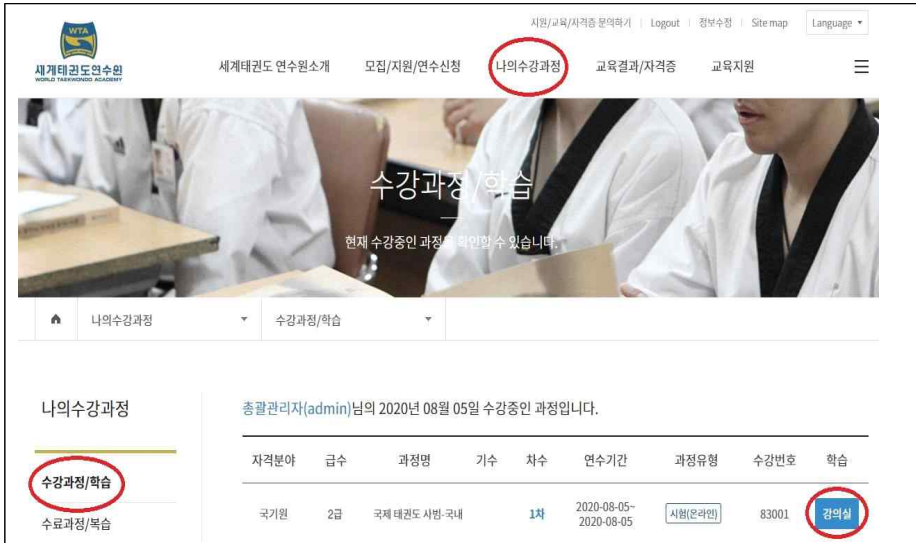 지원/교육/자격증 문의하기 | Logout | 정보수정 | Site map Language
WTA
세계태권도연수원
WORLD TAEKWONDO ACADEMY
세계태권도 연수원소개 모집/지원/연수신청 나의수강과정 교육결과/자격증 교육지원
수강과정/학습
현재 수강중인 과정을 확인할 수 있습니다.
나의수강과정 수강과정/학습
나의수강과정
총괄관리자(admin)님의 2020년 08월 05일 수강중인 과정입니다.
자격분야 급수 과정명 기수 차수 연수기간 과정유형 수강번호 학습
수강과정/학습
국기원 2급 국제 태권도 사범-국내 1차 2020-08-05~ 시험(온라인) 83001 강의실
2020-08-05
수료과정/복습